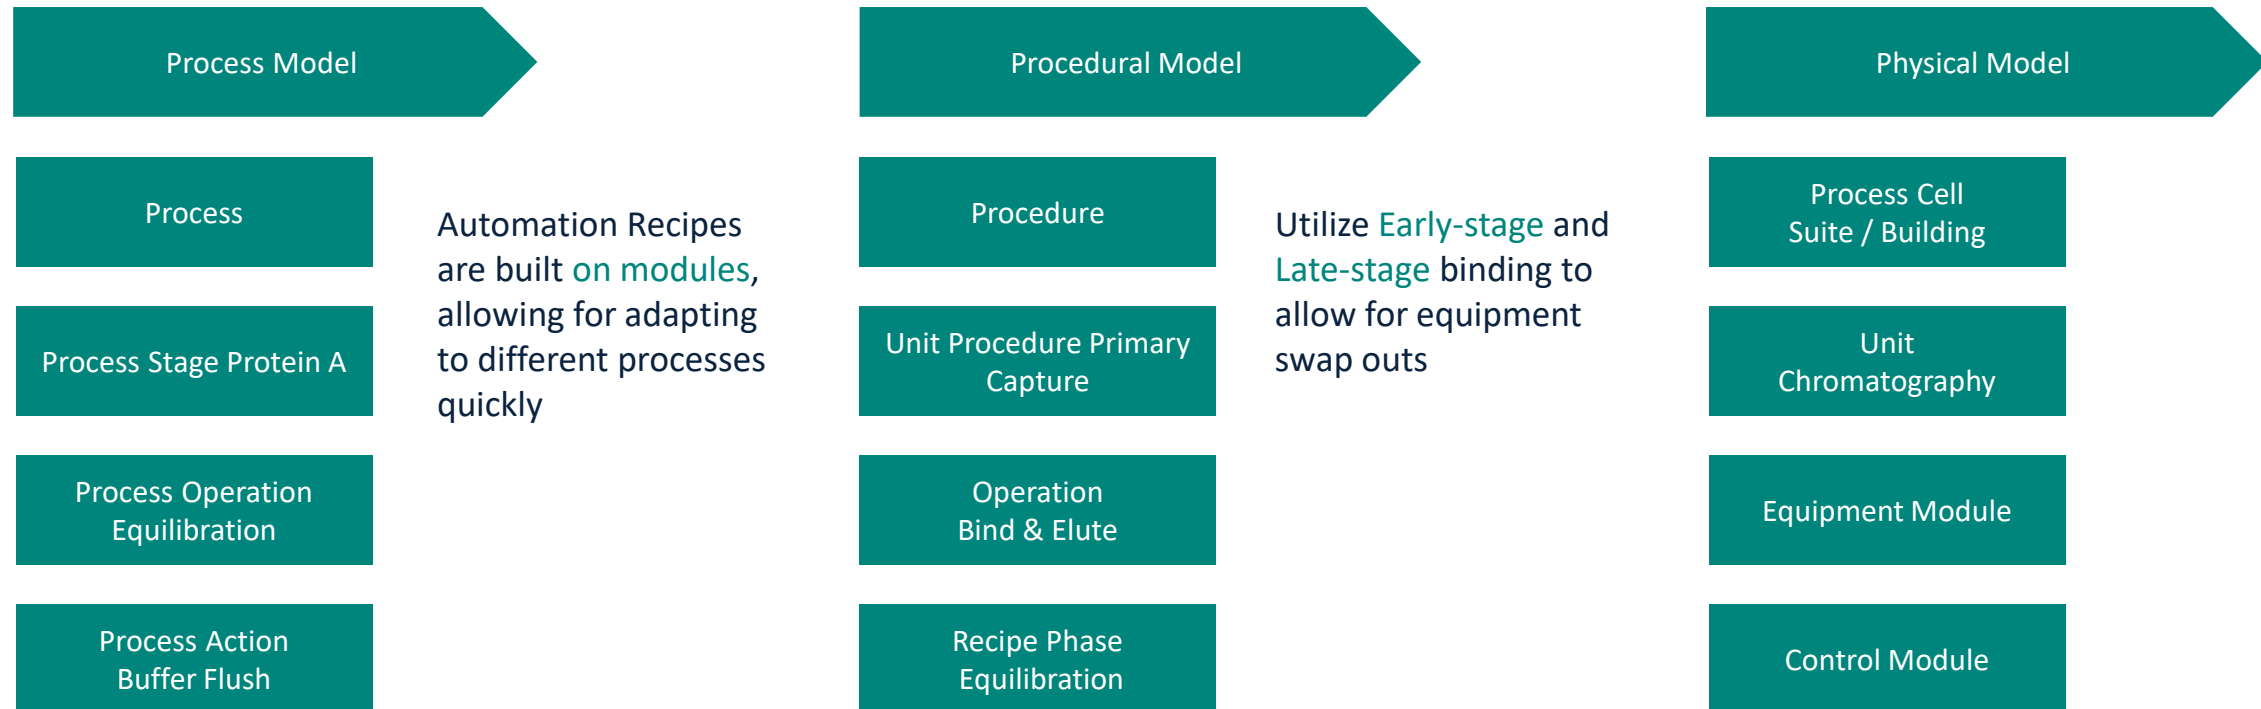 Process Model
Procedural Model
Physical Model
Process
Process Stage Protein A
Process Operation
Equilibration
Process Action
Buffer Flush
Automation Recipes
are built on modules,
allowing for adapting
to different processes
quickly
Procedure
Unit Procedure Primary
Capture
Operation
Bind & Elute
Recipe Phase
Equilibration
Utilize Early-stage and
Late-stage binding to
allow for equipment
swap outs
Process Cell
Suite / Building
Unit
Chromatography
Equipment Module
Control Module